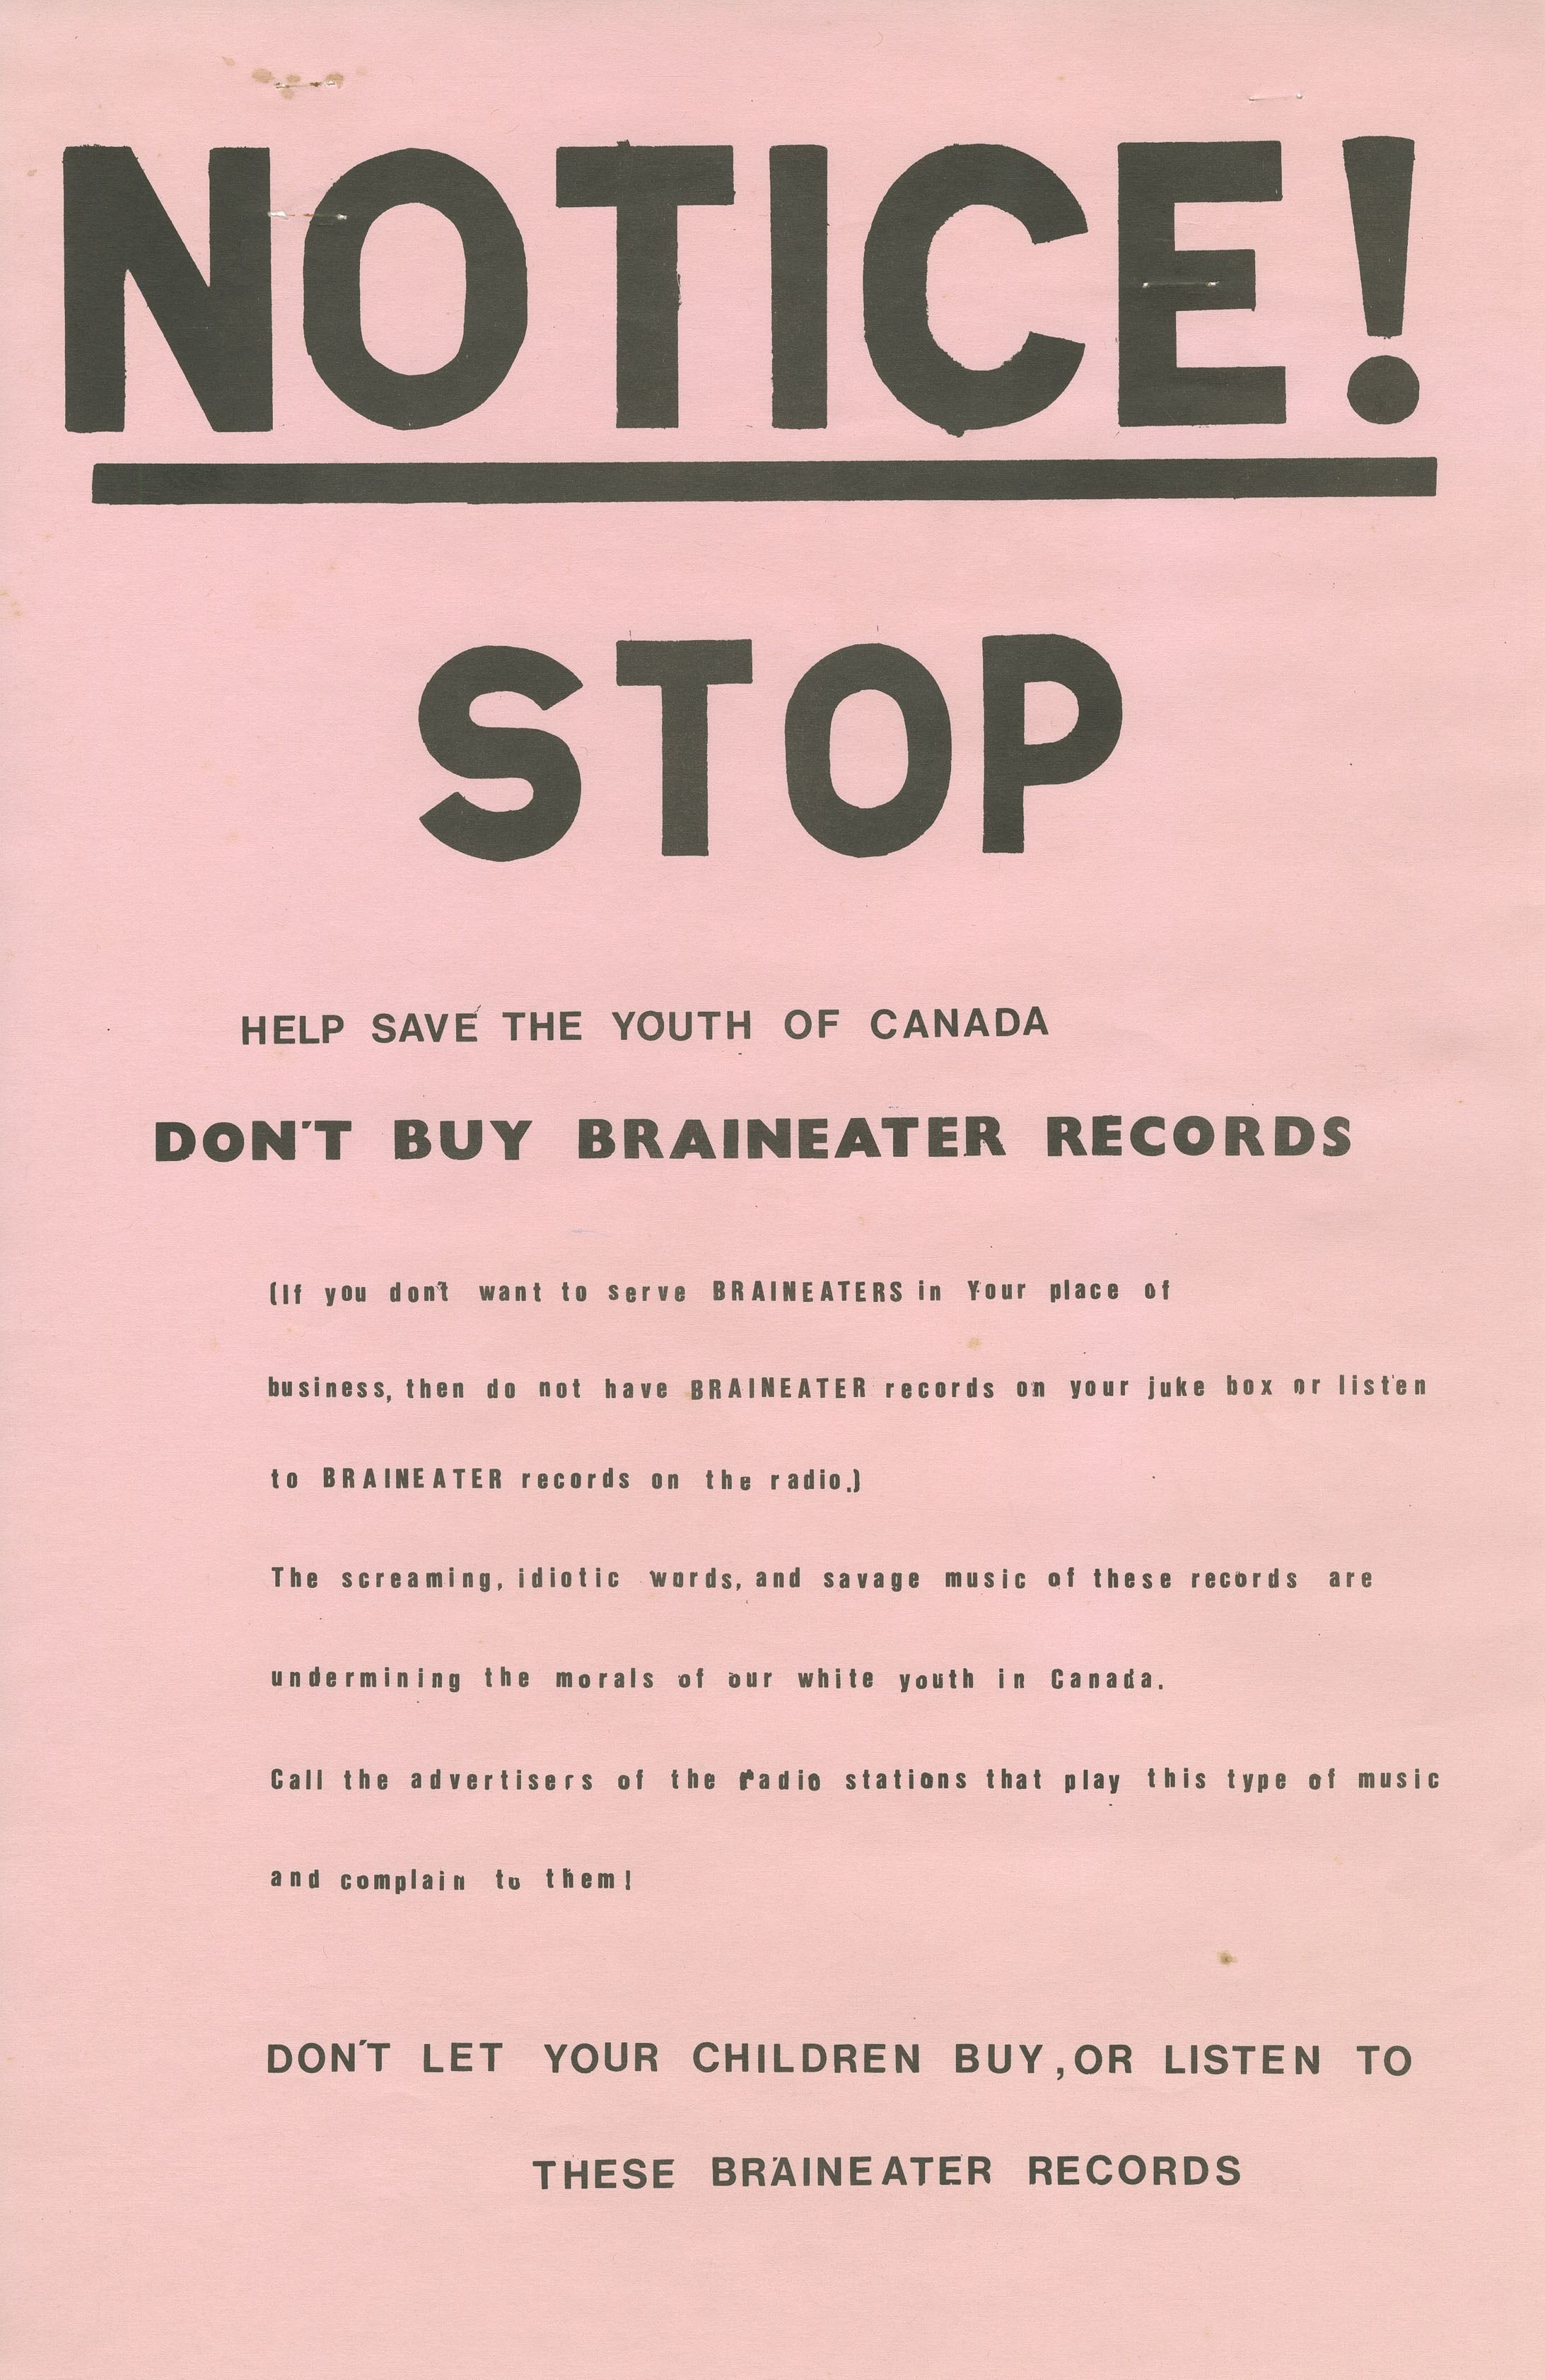 NOTICE!
STOP
HELP SAVE THE YOUTH OF CANADA
DON'T BUY BRAINEATER RECORDS
(If you don't want to serve BRAINEATERS in Your place of
business, then do not have BRAINEATER records on your juke box or listen
to BRAINEATER records on the radio.)
The screaming, idiotic words, and savage music of these records are
undermining the morals of our white youth in Canada.
Call the advertisers of the radio stations that play this type of music
and complain to them!
DON'T LET YOUR CHILDREN BUY, OR LISTEN TO
THESE BRAINEATER RECORDS